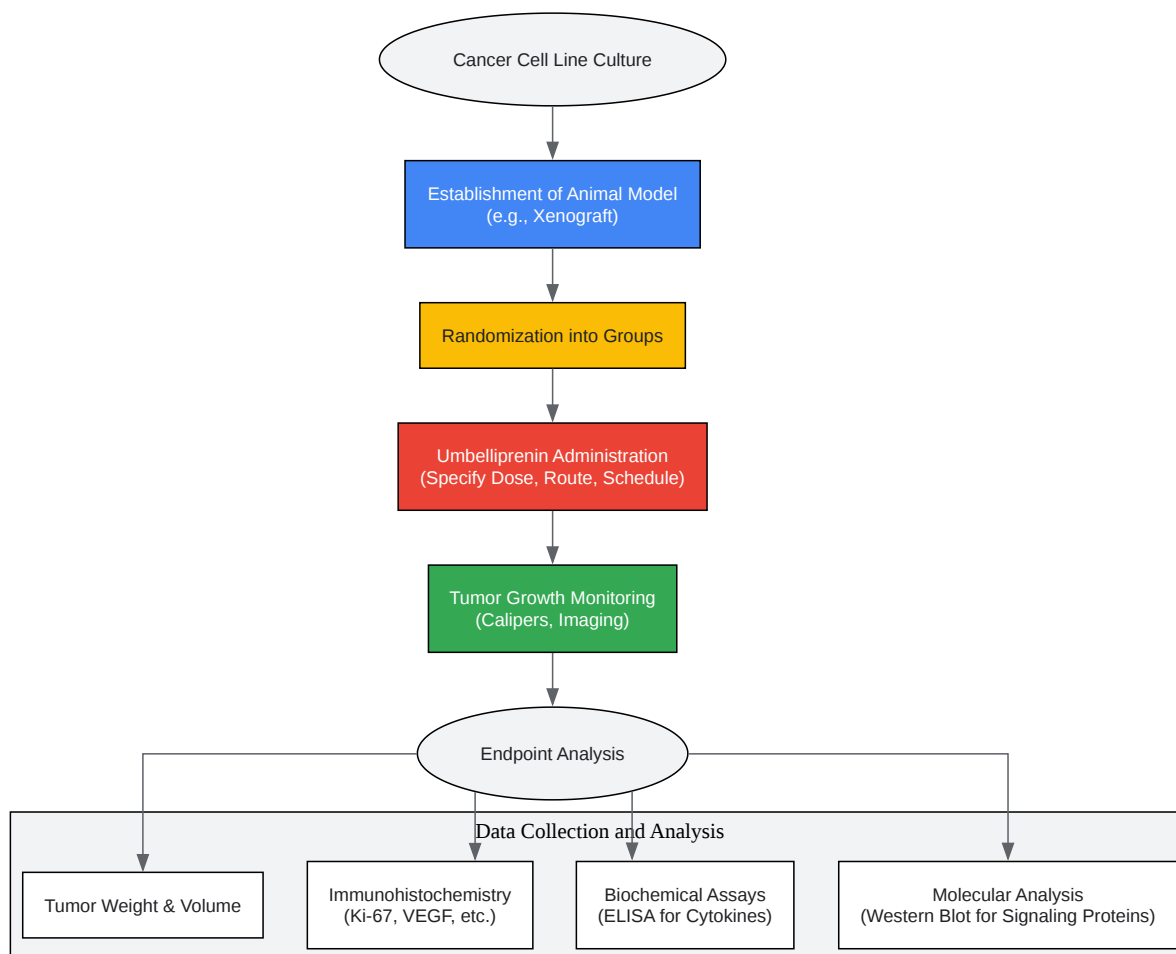 Cancer Cell Line Culture
Establishment of Animal Model
(e.g., Xenograft)
Randomization into Groups
Umbelliprenin Administration
(Specify Dose, Route, Schedule)
Tumor Growth Monitoring
(Calipers, Imaging)
Endpoint Analysis
Data Collection and Analysis
Tumor Weight & Volume
Immunohistochemistry
(Ki-67, VEGF, etc.)
Biochemical Assays
(ELISA for Cytokines)
Molecular Analysis
(Western Blot for Signaling Proteins)